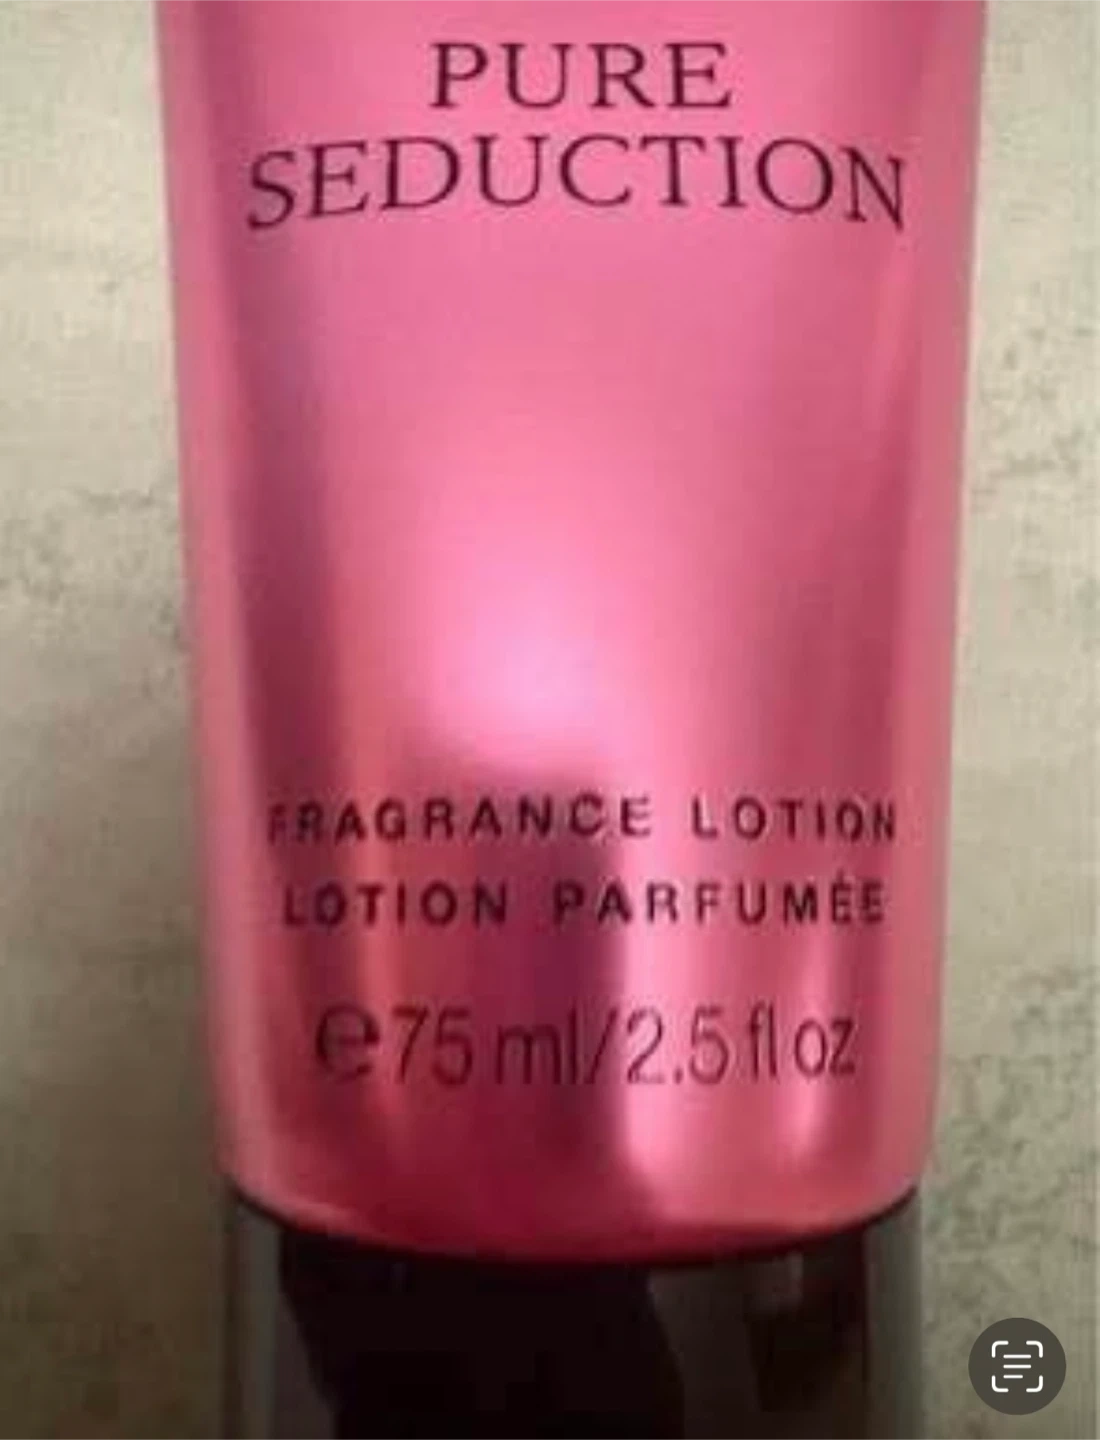 PURE
SEDUCTION
FRAGRANCE LOTION
LOTION PARFUMÉE
℮75 ml/2.5 fl oz